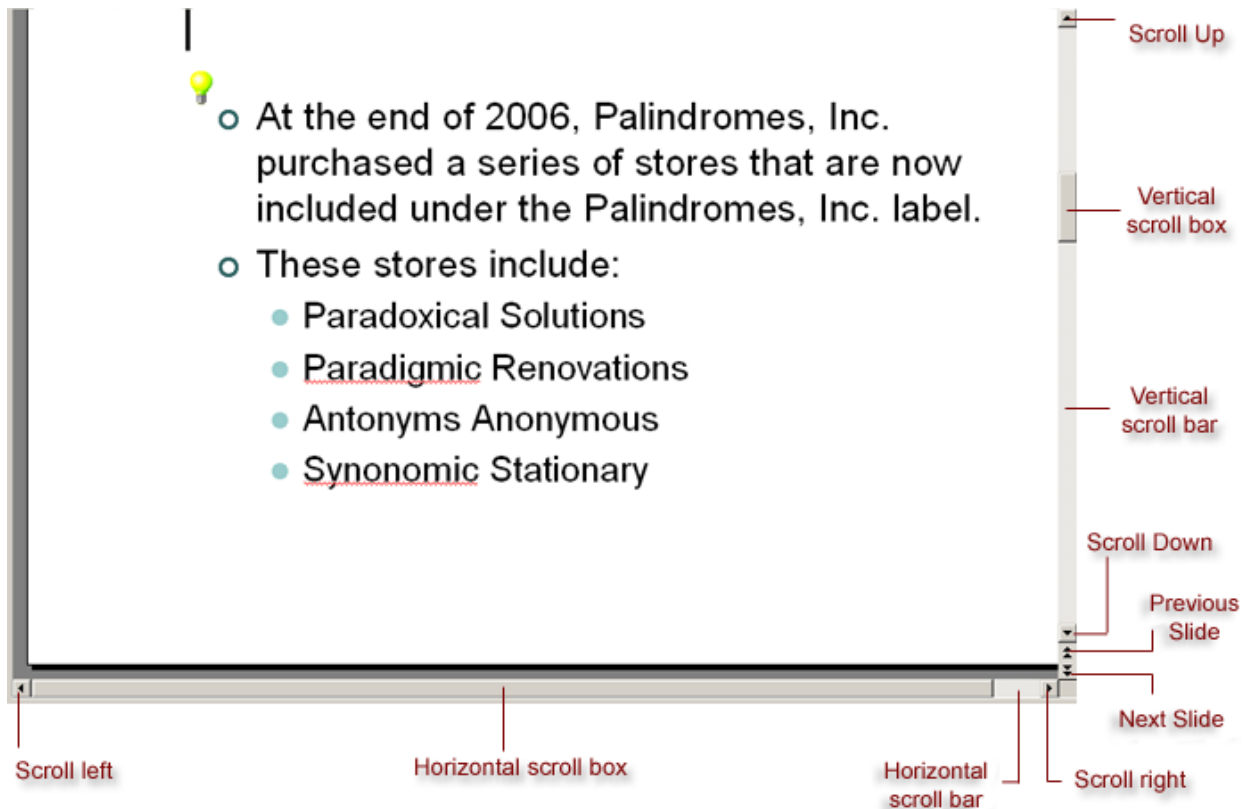 Scroll Up
At the end of 2006, Palindromes, Inc.
purchased a series of stores that are now
included under the Palindromes, Inc. label.
Vertical
scroll box
These stores include:
Paradoxical Solutions
Paradigmic Renovations
Vertical
scroll bar
Antonyms Anonymous
Synonomic Stationary
Scroll Down
Previous
Slide
Next Slide
Scroll left
Horizontal scroll box
Horizontal
scroll bar
Scroll right